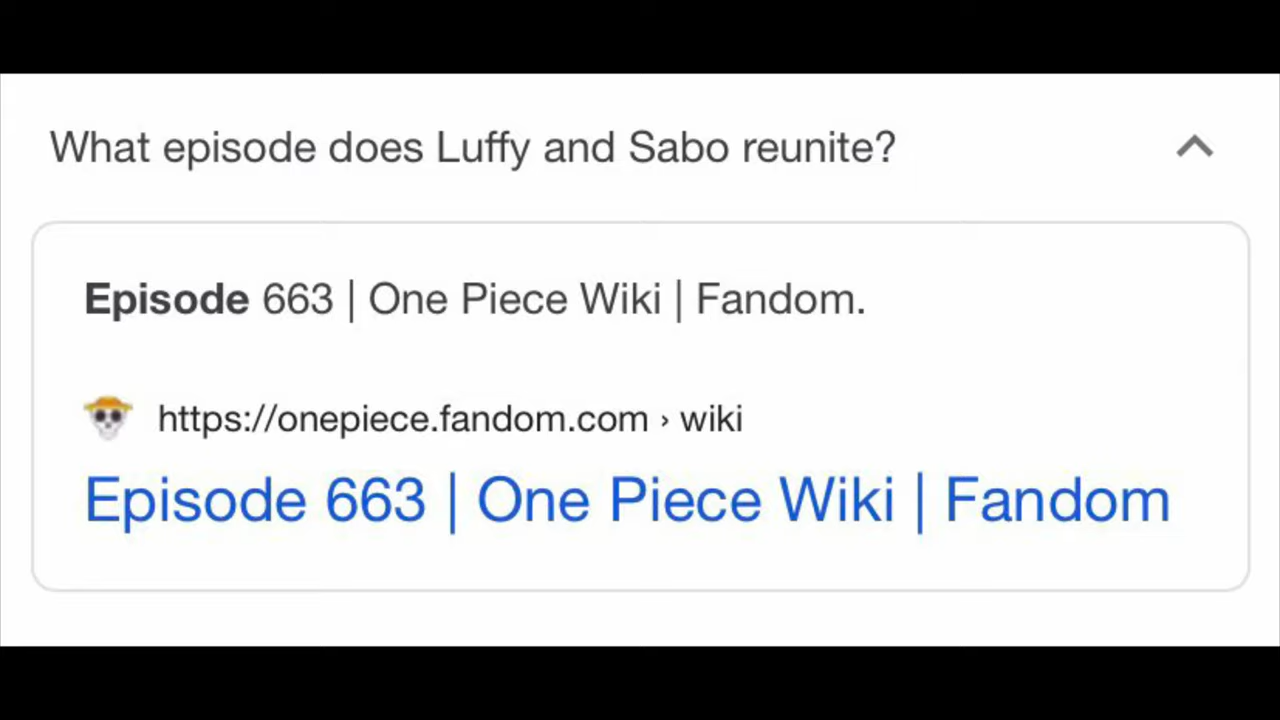 What episode does Luffy and Sabo reunite?
Episode 663 | One Piece Wiki | Fandom.
https://onepiece.fandom.com › wiki
Episode 663 | One Piece Wiki | Fandom